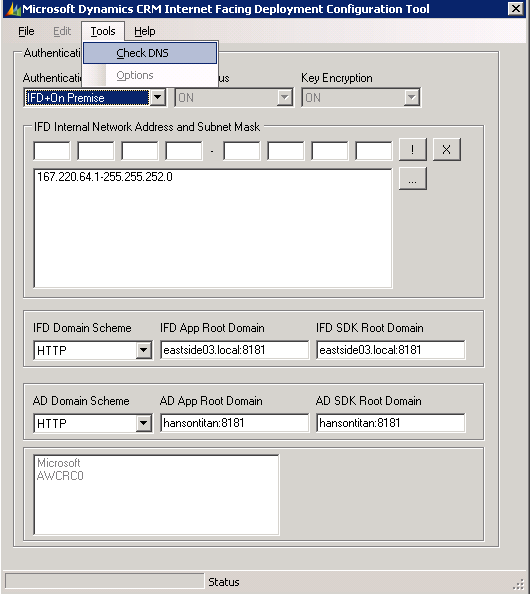 Microsoft Dynamics CRM Internet Facing Deployment Configuration Tool
File Edit Tools Help
Check DNS
Options
Authenticati
us
Authentication
Key Encryption
IFD+On Premise
ON
ON
IFD Internal Network Address and Subnet Mask
- ! X
167.220.64.1-255.255.252.0
...
IFD Domain Scheme IFD App Root Domain IFD SDK Root Domain
HTTP eastside03.local:8181 eastside03.local:8181
AD Domain Scheme AD App Root Domain AD SDK Root Domain
HTTP hansontitan:8181 hansontitan:8181
Microsoft
AWCRC0
Status